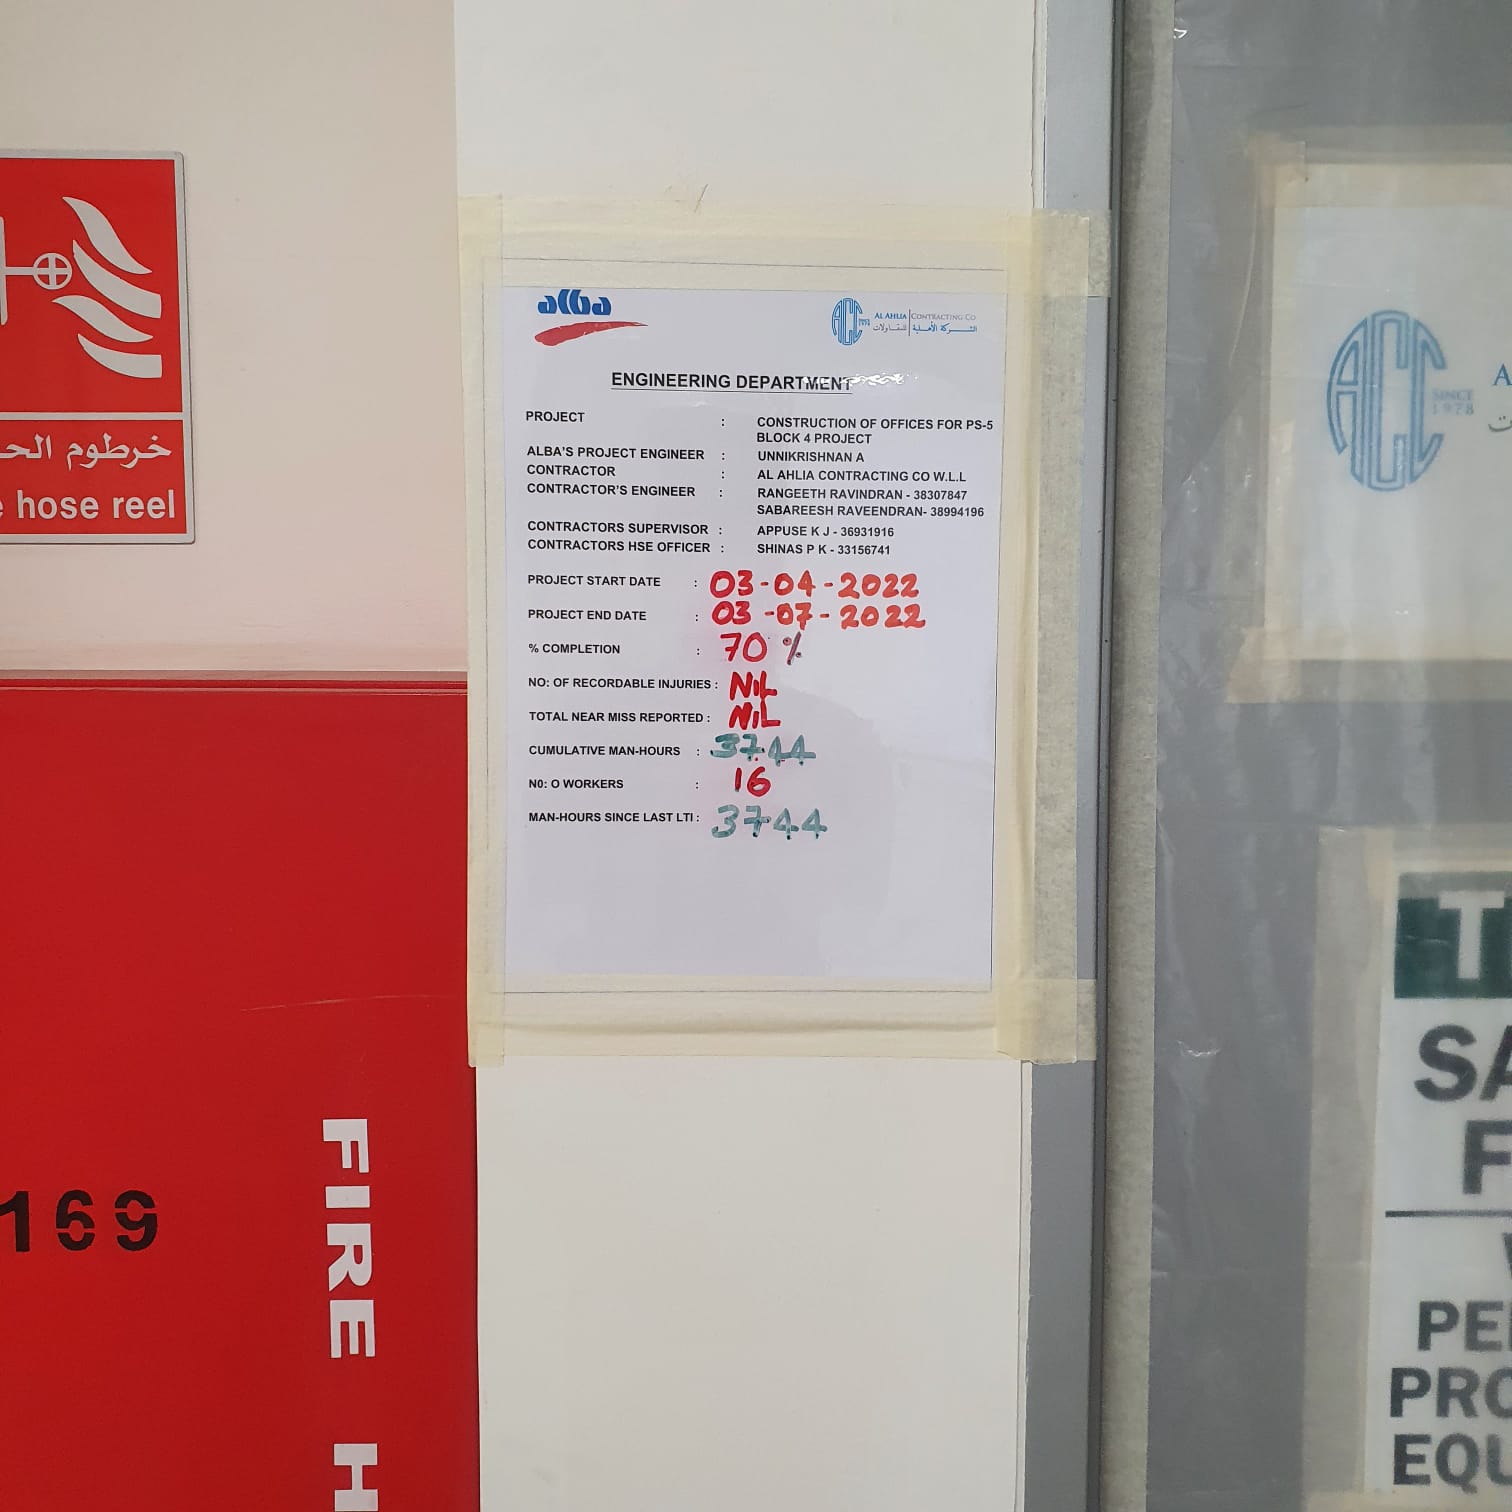 خرطوم الحـ
hose reel
169
FIRE H
alba
ACC
AL AHLIA CONTRACTING CO
الشركة الأهلية للمقاولات
ENGINEERING DEPARTMENT
PROJECT : CONSTRUCTION OF OFFICES FOR PS-5
BLOCK 4 PROJECT
ALBA'S PROJECT ENGINEER : UNNIKRISHNAN A
CONTRACTOR : AL AHLIA CONTRACTING CO W.L.L
CONTRACTOR'S ENGINEER : RANGEETH RAVINDRAN - 38307847
SABAREESH RAVEENDRAN- 38994196
CONTRACTORS SUPERVISOR : APPUSE K J - 36931916
CONTRACTORS HSE OFFICER : SHINAS P K - 33156741
PROJECT START DATE : 03-04-2022
PROJECT END DATE : 03-07-2022
% COMPLETION : 70 %
NO: OF RECORDABLE INJURIES : NIL
TOTAL NEAR MISS REPORTED : NIL
CUMULATIVE MAN-HOURS : 3744
N0: O WORKERS : 16
MAN-HOURS SINCE LAST LTI : 3744
ACC
SINCE
1978
A
T
SA
F
PE
PRO
EQU